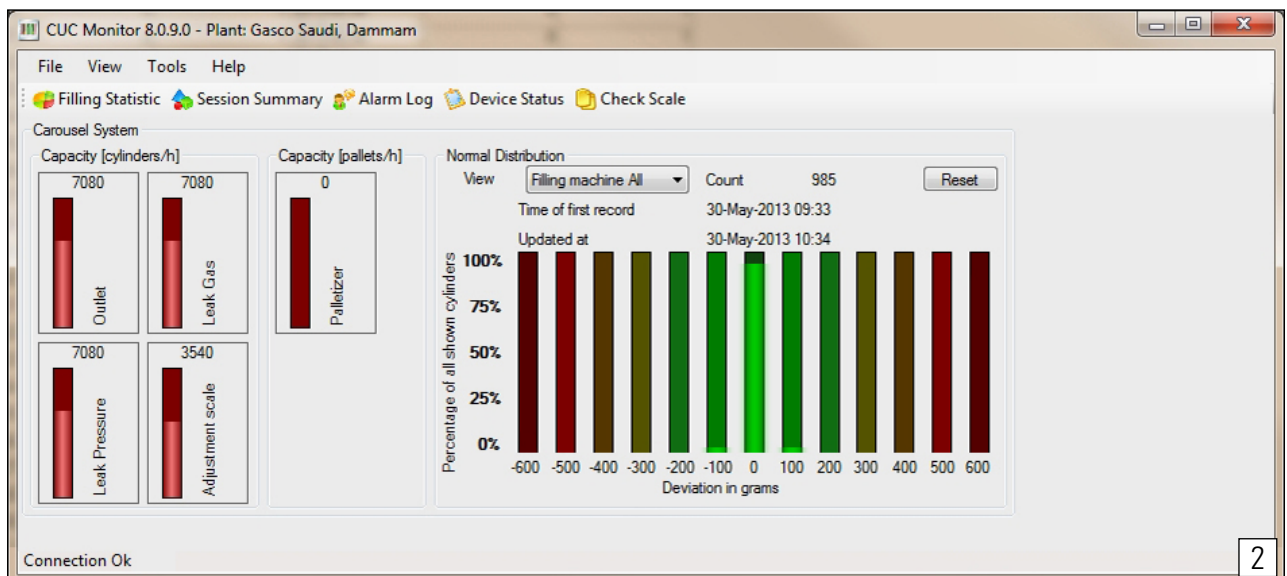 CUC Monitor 8.0.9.0 - Plant: Gasco Saudi, Dammam
File View Tools Help
Filling Statistic Session Summary Alarm Log Device Status Check Scale
Carousel System
Capacity [cylinders/h]
7080
Outlet
7080
Leak Gas
7080
Leak Pressure
3540
Adjustment scale
Capacity [pallets/h]
0
Palletizer
Normal Distribution
View Filling machine All Count 985 Reset
Time of first record 30-May-2013 09:33
Updated at 30-May-2013 10:34
Percentage of all shown cylinders
100%
75%
50%
25%
0%
-600 -500 -400 -300 -200 -100 0 100 200 300 400 500 600
Deviation in grams
Connection Ok
2